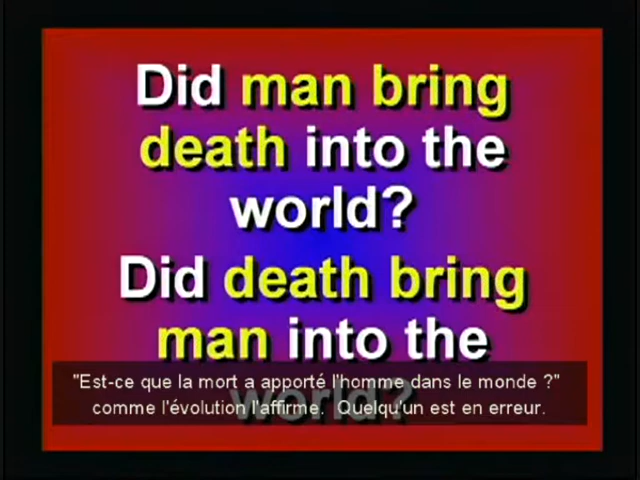 Did man bring
death into the
world?
Did death bring
man into the
world?
"Est-ce que la mort a apporté l'homme dans le monde ?"
comme l'évolution l'affirme. Quelqu'un est en erreur.